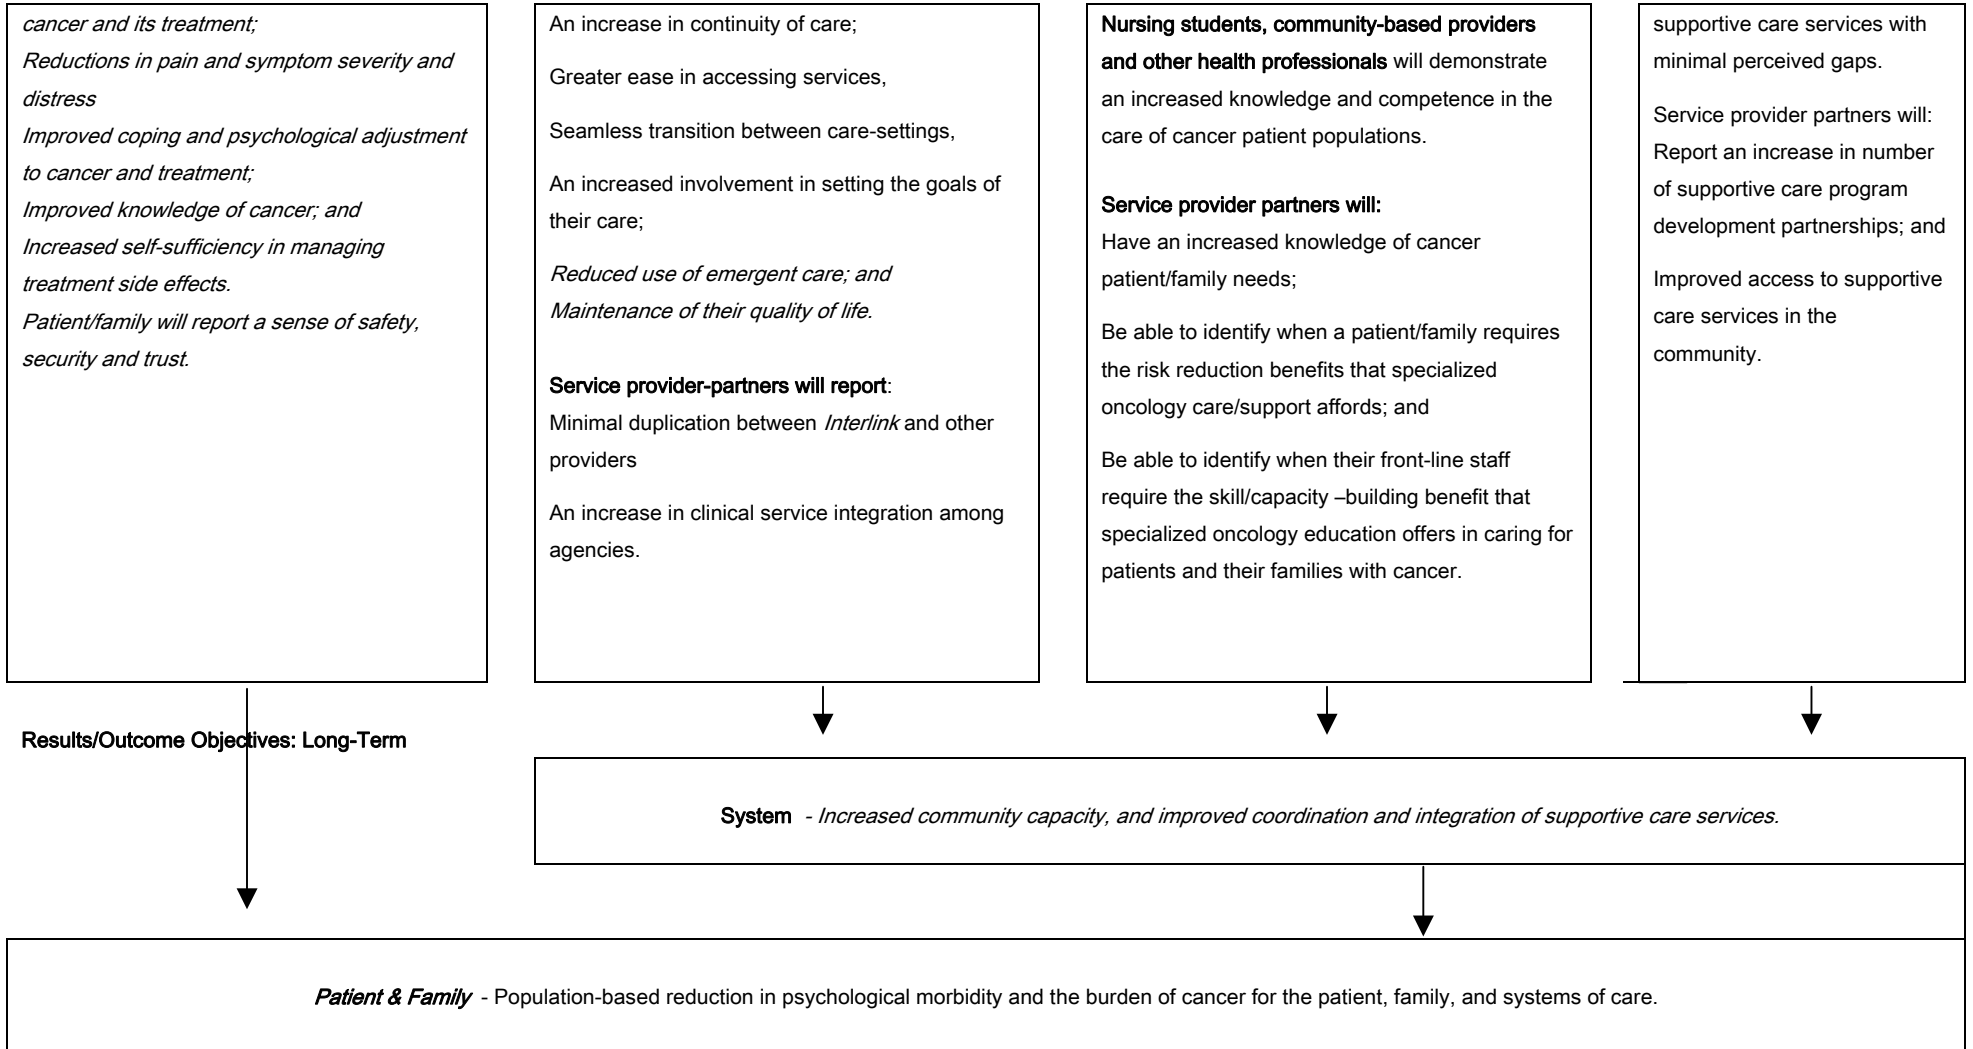 cancer and its treatment;
Reductions in pain and symptom severity and
distress
Improved coping and psychological adjustment
to cancer and treatment;
Improved knowledge of cancer; and
Increased self-sufficiency in managing
treatment side effects.
Patient/family will report a sense of safety,
security and trust.
An increase in continuity of care;
Greater ease in accessing services,
Seamless transition between care-settings,
An increased involvement in setting the goals of
their care;
Reduced use of emergent care; and
Maintenance of their quality of life.
Service provider-partners will report:
Minimal duplication between Interlink and other
providers
An increase in clinical service integration among
agencies.
Nursing students, community-based providers
and other health professionals will demonstrate
an increased knowledge and competence in the
care of cancer patient populations.
Service provider partners will:
Have an increased knowledge of cancer
patient/family needs;
Be able to identify when a patient/family requires
the risk reduction benefits that specialized
oncology care/support affords; and
Be able to identify when their front-line staff
require the skill/capacity –building benefit that
specialized oncology education offers in caring for
patients and their families with cancer.
supportive care services with
minimal perceived gaps.
Service provider partners will:
Report an increase in number
of supportive care program
development partnerships; and
Improved access to supportive
care services in the
community.
Results/Outcome Objectives: Long-Term
System - Increased community capacity, and improved coordination and integration of supportive care services.
Patient & Family - Population-based reduction in psychological morbidity and the burden of cancer for the patient, family, and systems of care.